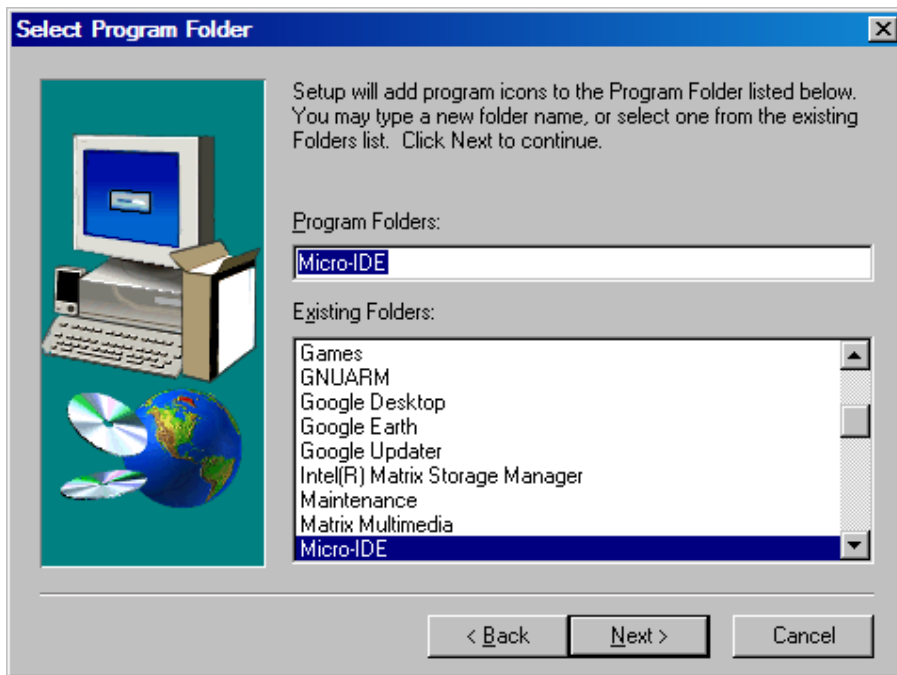 Select Program Folder
Setup will add program icons to the Program Folder listed below.
You may type a new folder name, or select one from the existing
Folders list.  Click Next to continue.
Program Folders:
Micro-IDE
Existing Folders:
Games
GNUARM
Google Desktop
Google Earth
Google Updater
Intel(R) Matrix Storage Manager
Maintenance
Matrix Multimedia
Micro-IDE
< Back
Next >
Cancel